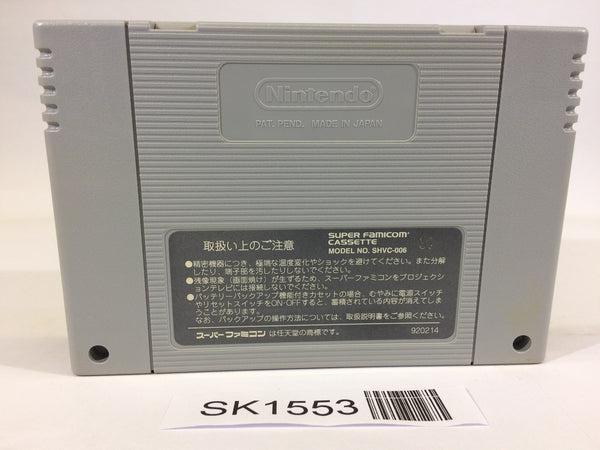 Nintendo
PAT. PEND. MADE IN JAPAN
取扱い上のご注意
SUPER FAMICOM
CASSETTE
MODEL NO. SHVC-006
●精密機器につき、極端な温度変化やショックを避けてください。また分解
したり、端子部を汚したりしないでください。
●残像現象（画面焼け）が生ずるため、スーパーファミコンをプロジェクシ
ョンテレビには接続しないでください。
●バッテリーバックアップ機能付きカセットの場合、むやみに電源スイッチ
やリセットスイッチをON・OFFすると、蓄積されている内容が消えてしま
うことがあります。
なお、バックアップの操作方法については、取扱説明書をご参照ください。
スーパーファミコンは任天堂の商標です。
920214
SK1553